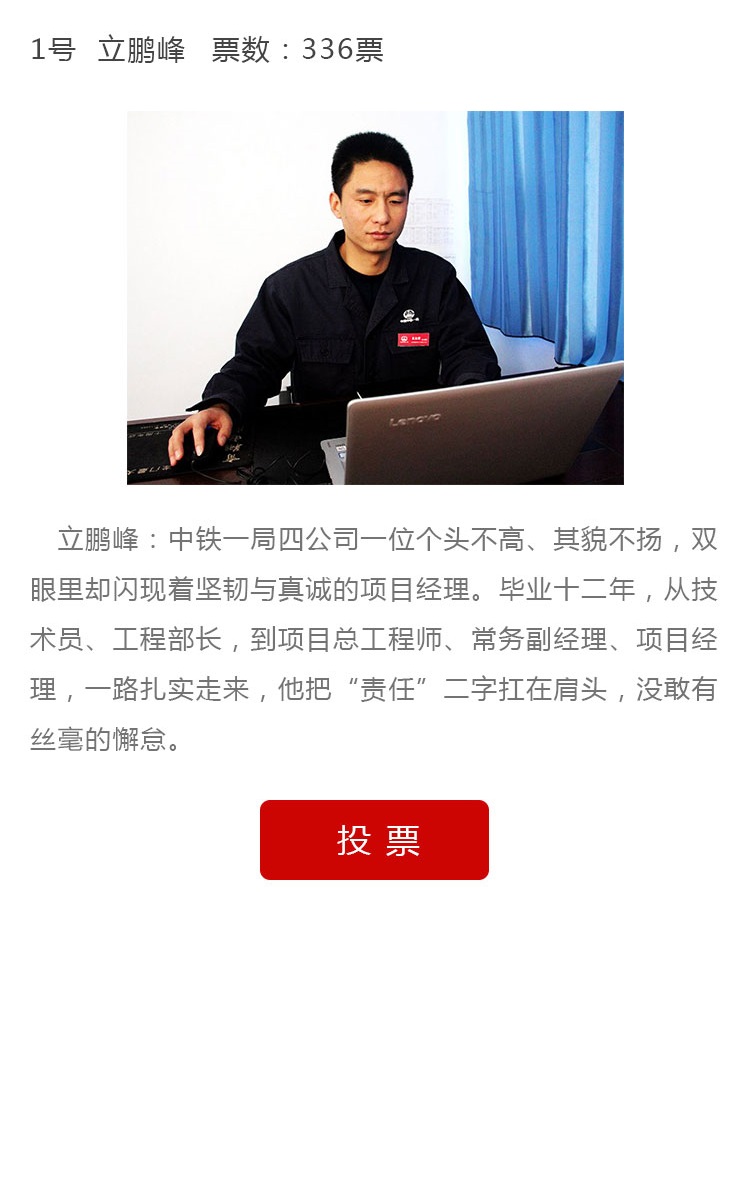 1号 立鹏峰 票数：336票
Lenovo
立鹏峰：中铁一局四公司一位个头不高、其貌不扬，双
眼里却闪现着坚韧与真诚的项目经理。毕业十二年，从技
术员、工程部长，到项目总工程师、常务副经理、项目经
理，一路扎实走来，他把“责任”二字扛在肩头，没敢有
丝毫的懈怠。
投 票